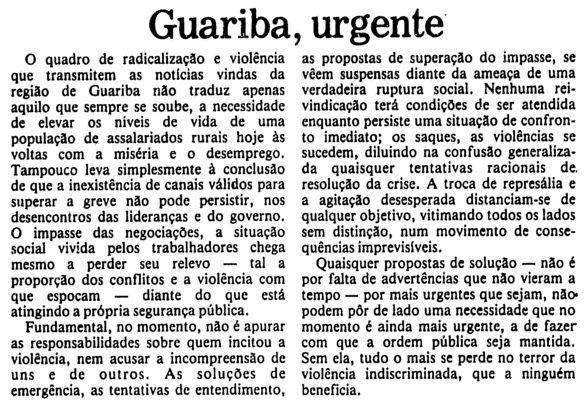 Guariba, urgente
O quadro de radicalização e violência
que transmitem as notícias vindas da
região de Guariba não traduz apenas
aquilo que sempre se soube, a necessidade
de elevar os níveis de vida de uma
população de assalariados rurais hoje às
voltas com a miséria e o desemprego.
Tampouco leva simplesmente à conclusão
de que a inexistência de canais válidos para
superar a greve não pode persistir, nos
desencontros das lideranças e do governo.
O impasse das negociações, a situação
social vivida pelos trabalhadores chega
mesmo a perder seu relevo — tal a
proporção dos conflitos e a violência com
que espocam — diante do que está
atingindo a própria segurança pública.
Fundamental, no momento, não é apurar
as responsabilidades sobre quem incitou a
violência, nem acusar a incompreensão de
uns e de outros. As soluções de
emergência, as tentativas de entendimento,
as propostas de superação do impasse, se
vêem suspensas diante da ameaça de uma
verdadeira ruptura social. Nenhuma rei-
vindicação terá condições de ser atendida
enquanto persiste uma situação de confron-
to imediato; os saques, as violências se
sucedem, diluindo na confusão generaliza-
da quaisquer tentativas racionais de
resolução da crise. A troca de represália e
a agitação desesperada distanciam-se de
qualquer objetivo, vitimando todos os lados
sem distinção, num movimento de conse-
quências imprevisíveis.
Quaisquer propostas de solução — não é
por falta de advertências que não vieram a
tempo — por mais urgentes que sejam, não
podem pôr de lado uma necessidade que no
momento é ainda mais urgente, a de fazer
com que a ordem pública seja mantida.
Sem ela, tudo o mais se perde no terror da
violência indiscriminada, que a ninguém
beneficia.